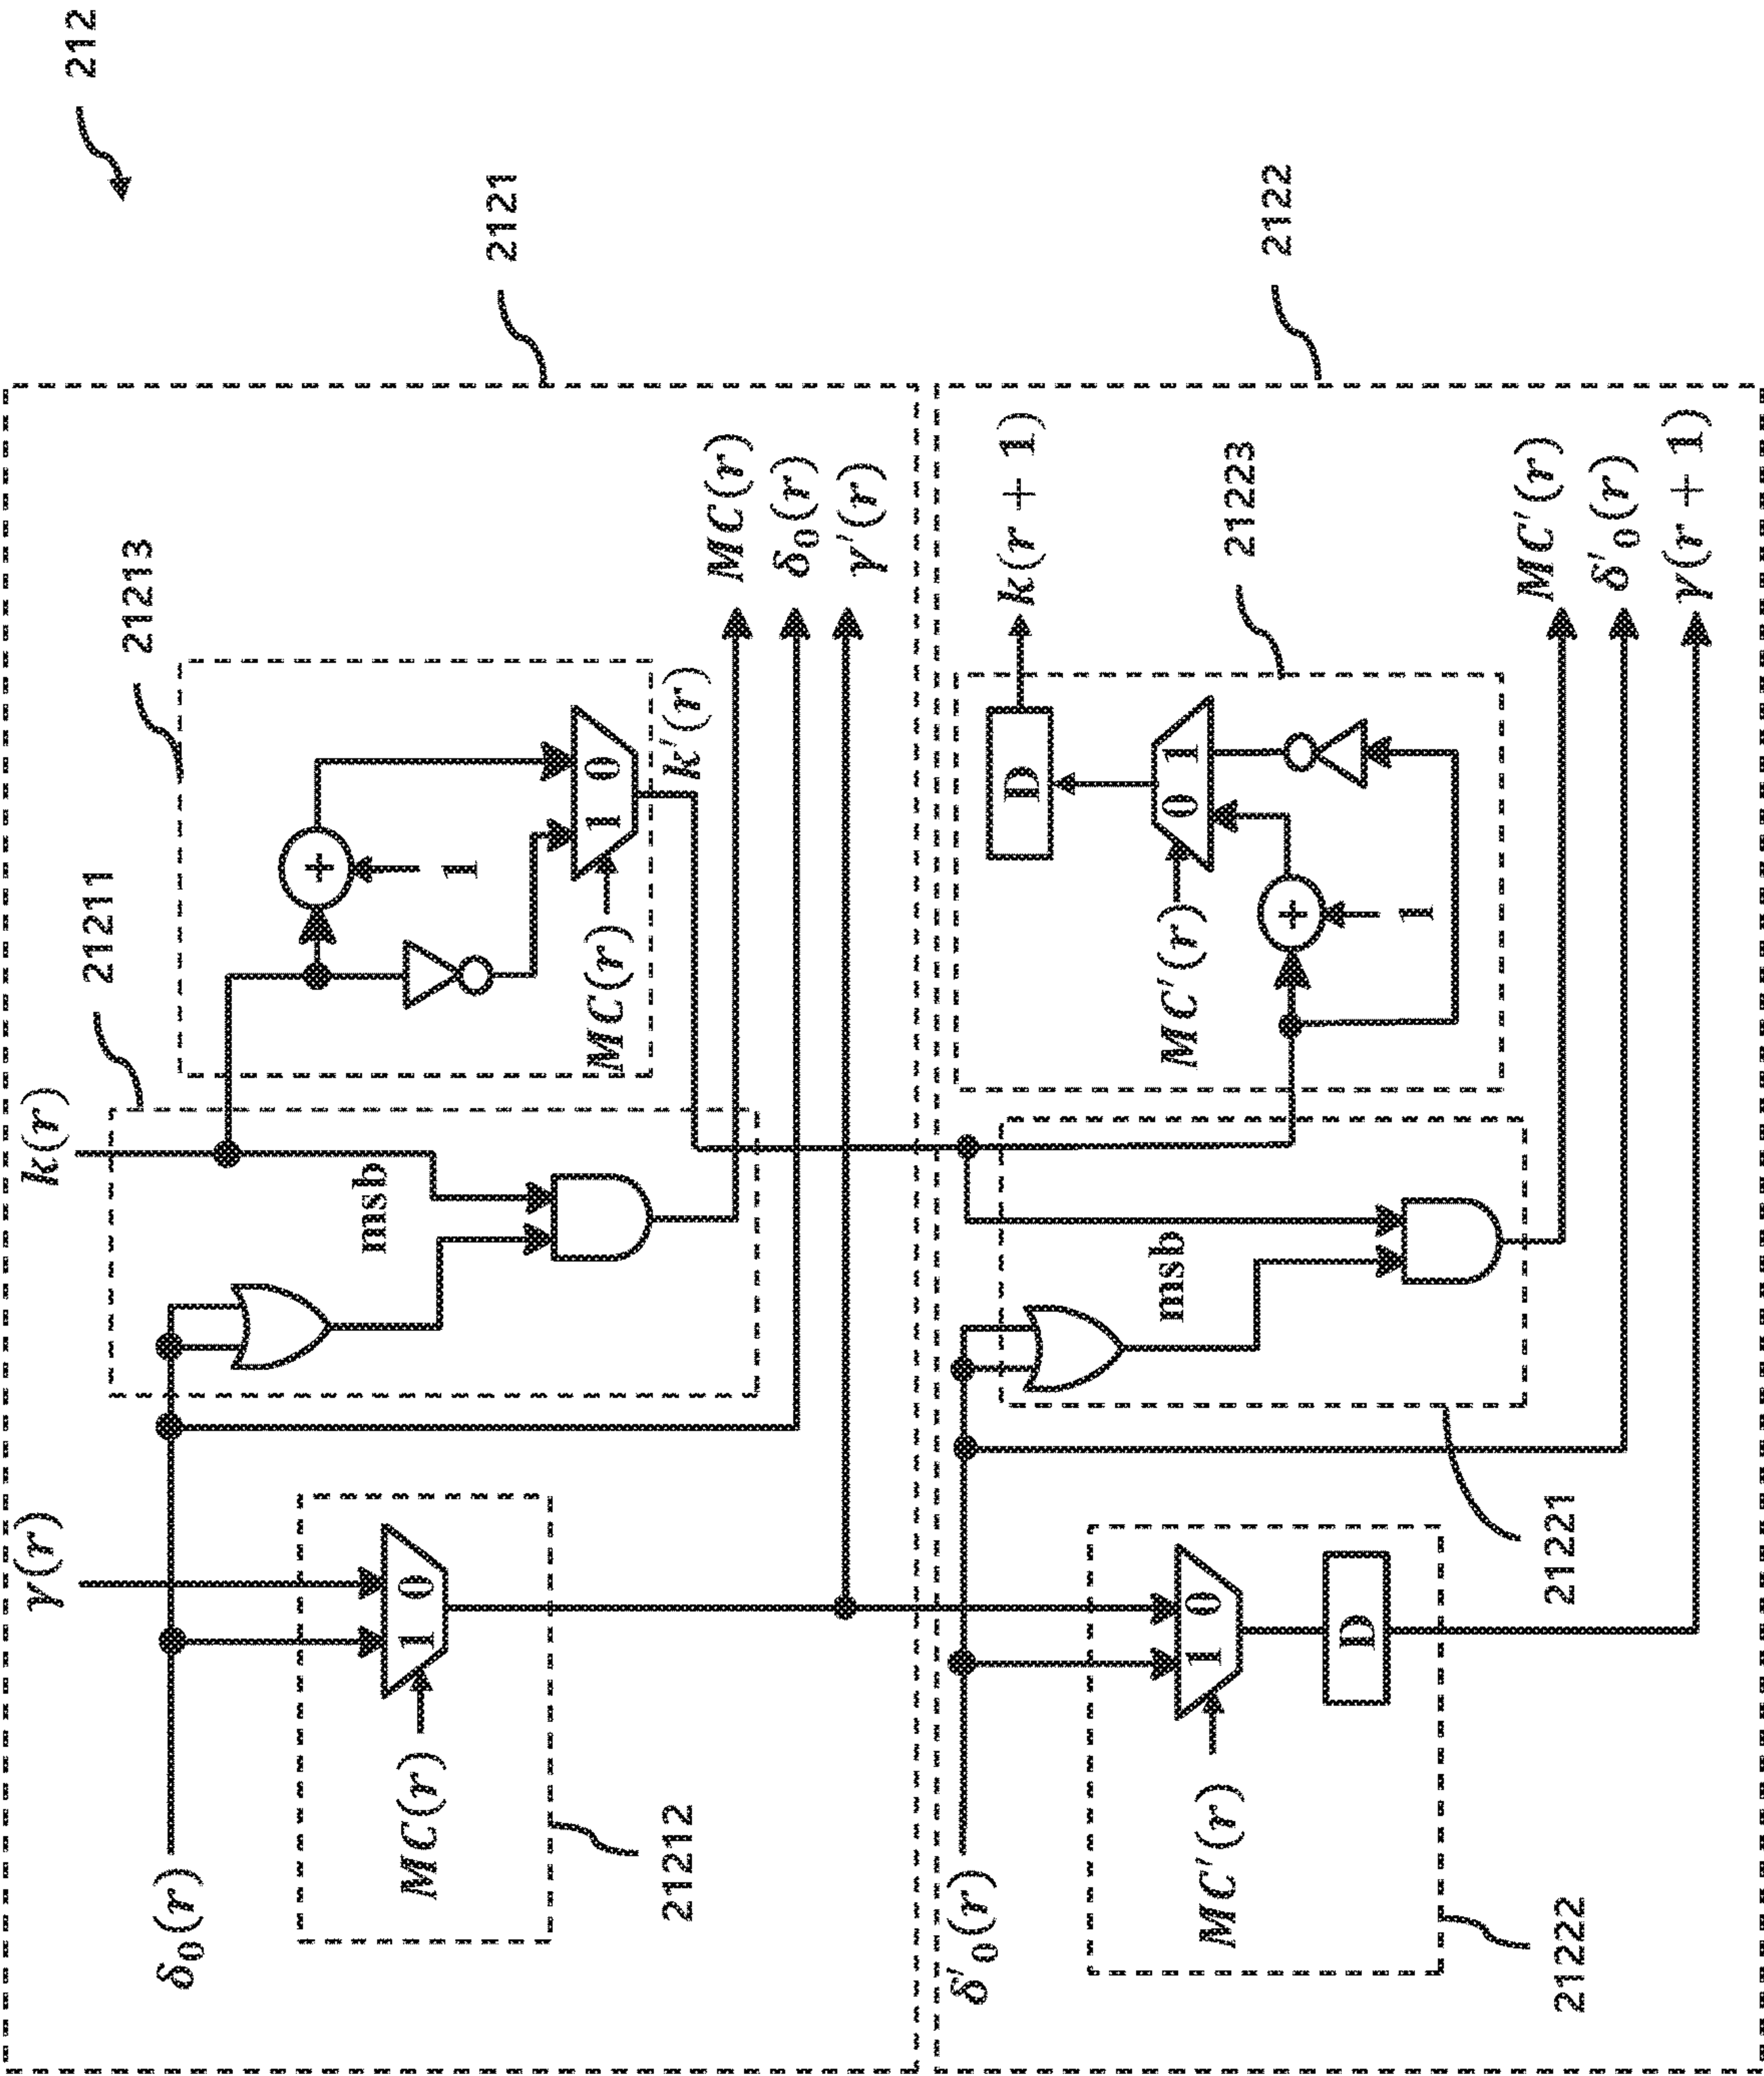 212
2121
2122
k(r)
γ(r)
δ₀(r)
21211
21213
msb
+
1
1 0
MC(r)
k'(r)
1 0
MC(r)
21212
MC(r)
δ₀(r)
γ'(r)
δ'₀(r)
msb
21221
21223
+
1
0 1
MC'(r)
D
k(r + 1)
1 0
MC'(r)
D
21222
MC'(r)
δ'₀(r)
γ(r + 1)